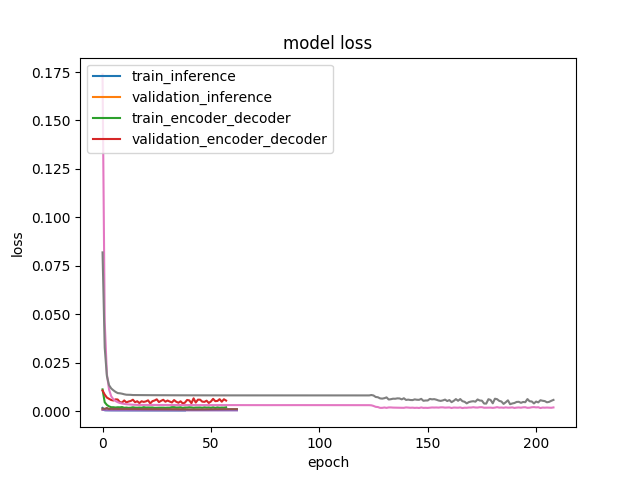 model loss
train_inference
validation_inference
train_encoder_decoder
validation_encoder_decoder
0.175
0.150
0.125
0.100
0.075
0.050
0.025
0.000
loss
0
50
100
150
200
epoch